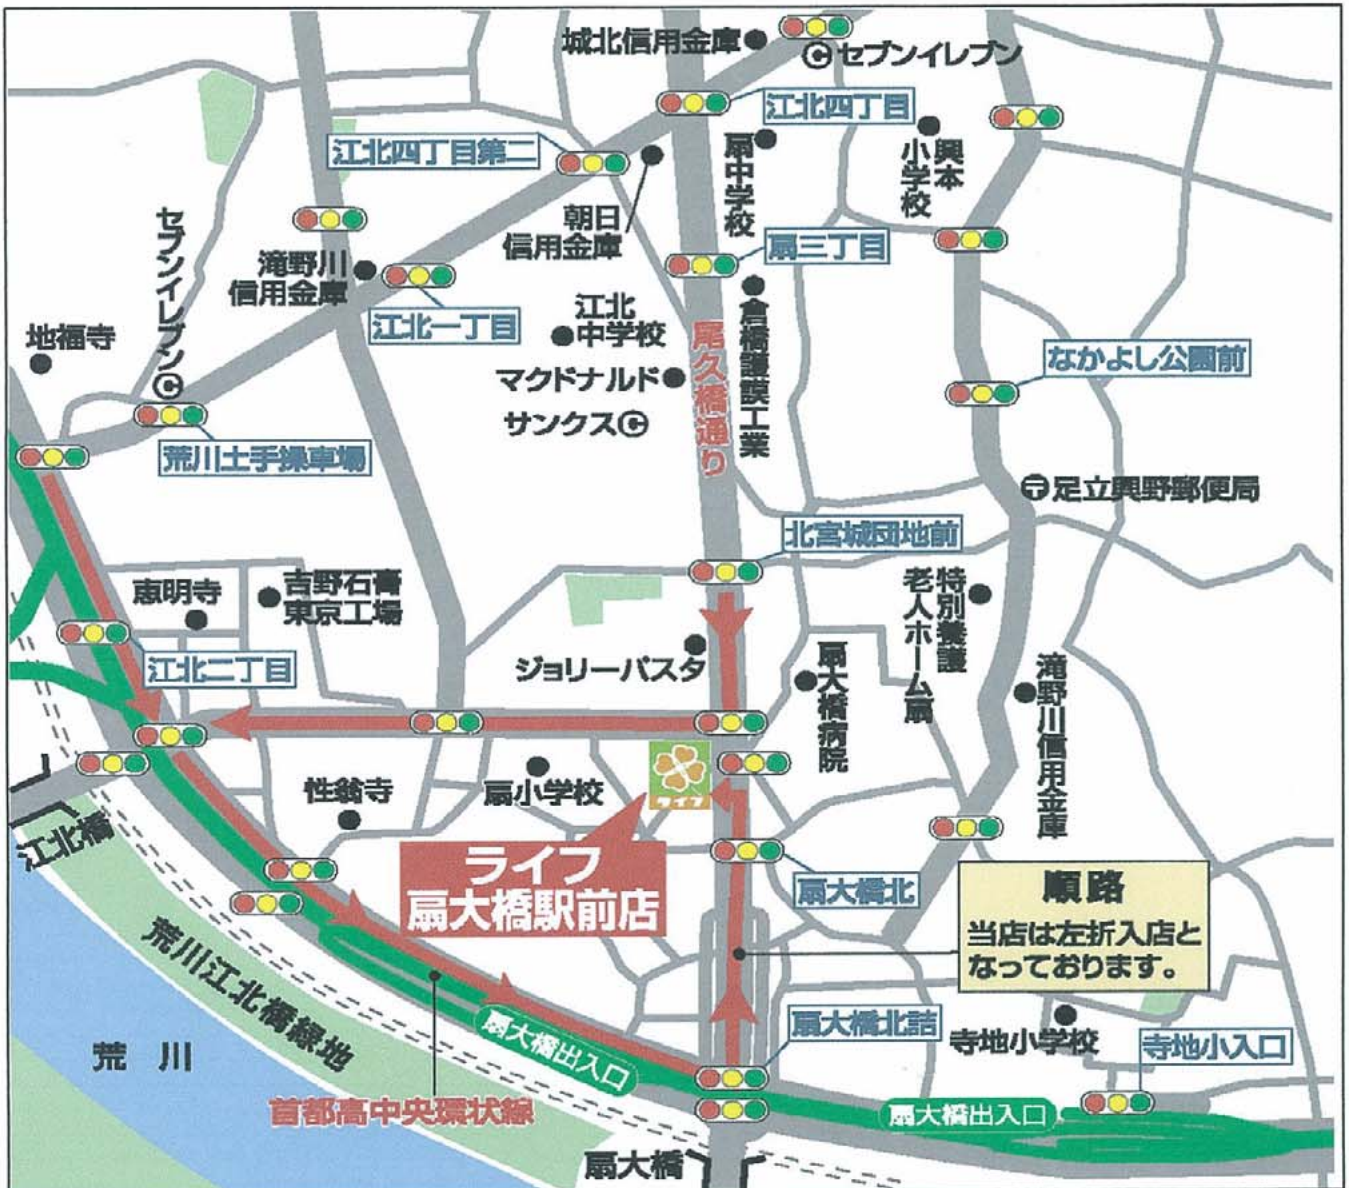 城北信用金庫
セブンイレブン
江北四丁目
江北四丁目第二
扇中学校
興本
小学校
朝日
信用金庫
セブンイレブン
滝野川
信用金庫
扇三丁目
江北一丁目
江北
中学校
倉橋護謨工業
地福寺
尾久橋通り
なかよし公園前
マクドナルド
サンクス
荒川土手操車場
〒足立興野郵便局
北宮城団地前
恵明寺
吉野石膏
東京工場
特別養護
老人ホーム扇
江北二丁目
ジョリーパスタ
扇大橋病院
滝野川信用金庫
性翁寺
扇小学校
ライフ
江北橋
ライフ
扇大橋駅前店
扇大橋北
順路
当店は左折入店と
なっております。
荒川江北橋緑地
荒川
扇大橋出入口
扇大橋北詰
寺地小学校
寺地小入口
首都高中央環状線
扇大橋出入口
扇大橋